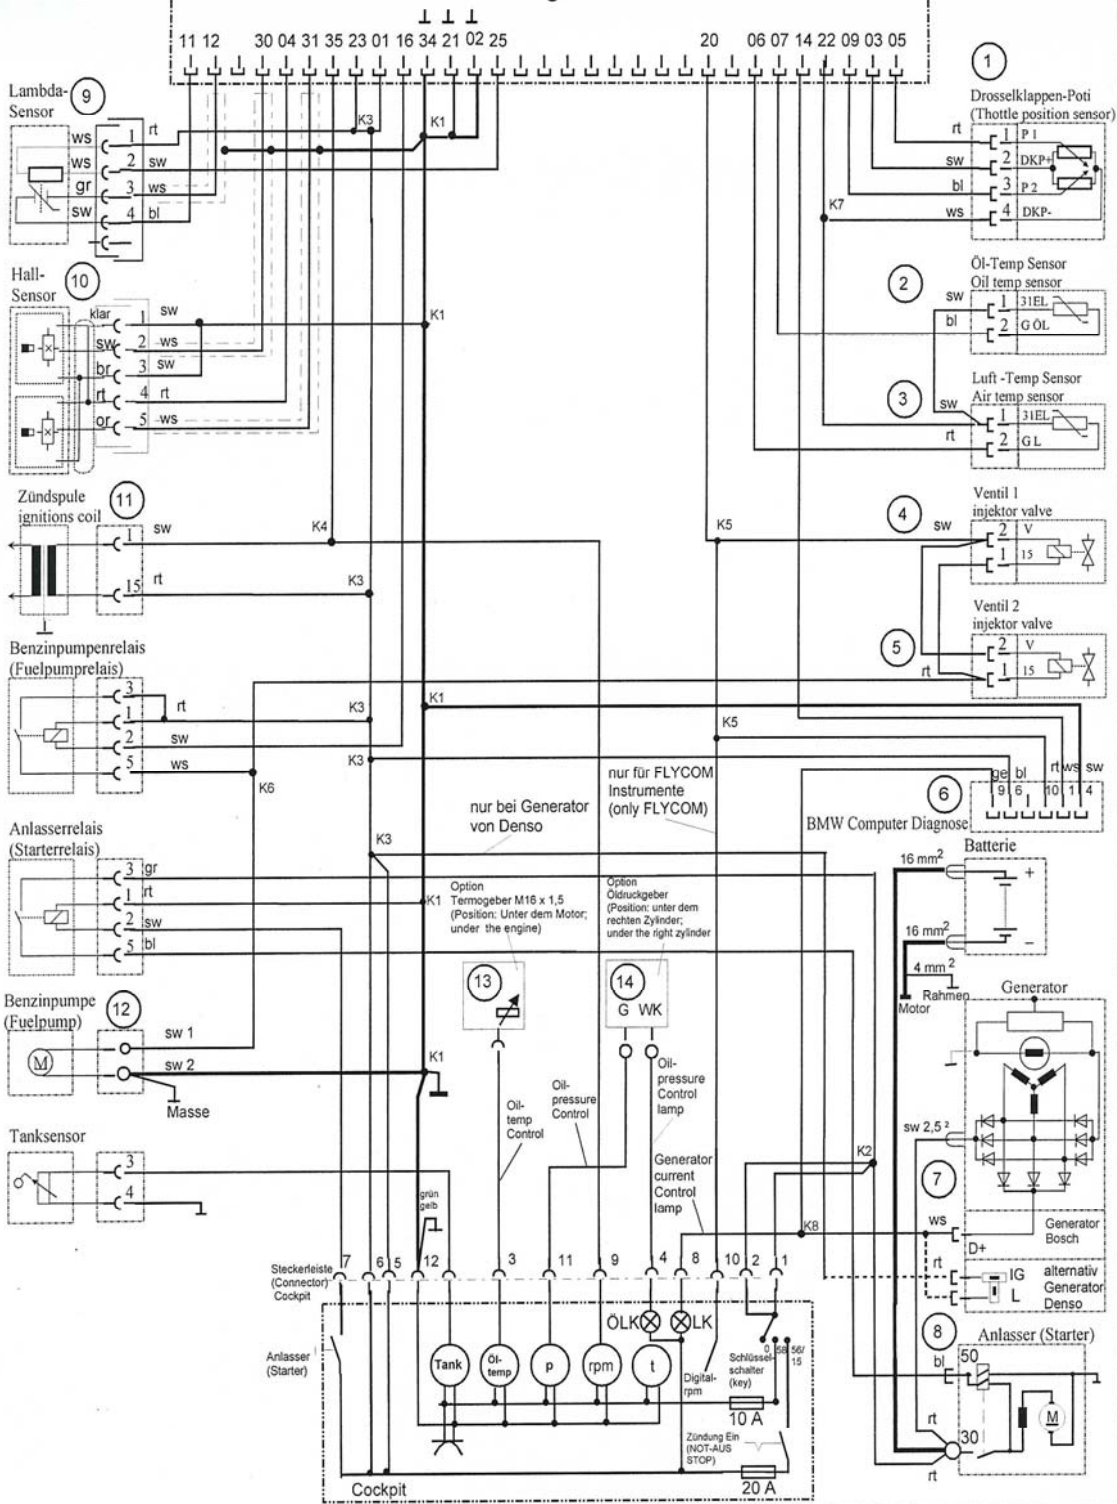 11 12 30 04 31 35 23 01 16 34 21 02 25 20 06 07 14 22 09 03 05
Lambda-
Sensor
9
ws
ws
gr
sw
1 rt
2 sw
3 ws
4 bl
K3
K1
1
Drosselklappen-Poti
(Throttle position sensor)
rt 1 P 1
sw 2 DKP+
bl 3 P 2
ws 4 DKP-
K7
Hall-
Sensor
10
klar 1 sw
sw 2 ws
br 3 sw
rt 4 rt
or 5 ws
K1
2
Öl-Temp Sensor
Oil temp sensor
sw 1 31EL
bl 2 G ÖL
3
Luft -Temp Sensor
Air temp sensor
sw 1 31EL
rt 2 G L
Zündspule
ignitions coil
11
1 sw
15 rt
K4
K3
K5
4
Ventil 1
injektor valve
sw 2 V
1 15
5
Ventil 2
injektor valve
2 V
rt 1 15
Benzinpumpenrelais
(Fuelpumprelais)
3
1 rt
2 sw
5 ws
K3
K3
K1
K5
K6
6
ge bl rt ws sw
9 6 10 1 4
BMW Computer Diagnose
nur bei Generator
von Denso
nur für FLYCOM
Instrumente
(only FLYCOM)
Anlasserrelais
(Starterrelais)
3 gr
1 rt
2 sw
5 bl
K3
K1
Option
Termogeber M16 x 1,5
(Position: Unter dem Motor;
under the engine)
Option
Öldruckgeber
(Position: unter dem
rechten Zylinder;
under the right zylinder
Batterie
16 mm²
+
16 mm²
−
4 mm²
Rahmen
Motor
13
14
G WK
Benzinpumpe
(Fuelpump)
12
M
sw 1
sw 2
Masse
K1
Oil-
temp
Control
Oil-
pressure
Control
Oil-
pressure
Control
lamp
Generator
current
Control
lamp
Generator
sw 2,5 ²
7
ws
D+
Generator
Bosch
rt
IG
L
alternativ
Generator
Denso
K2
K8
Tanksensor
3
4
grün
gelb
Steckerleiste
(Connector)
Cockpit
7 6 5 12 3 11 9 4 8 10 2 1
Anlasser
(Starter)
ÖLK LK
Tank
Öl-
temp
p
rpm
t
Digital-
rpm
Schlüssel-
schalter
(key)
0 58 56/
15
10 A
Zündung Ein
(NOT-AUS
STOP)
20 A
Cockpit
8
Anlasser (Starter)
bl 50
rt
30
rt
M